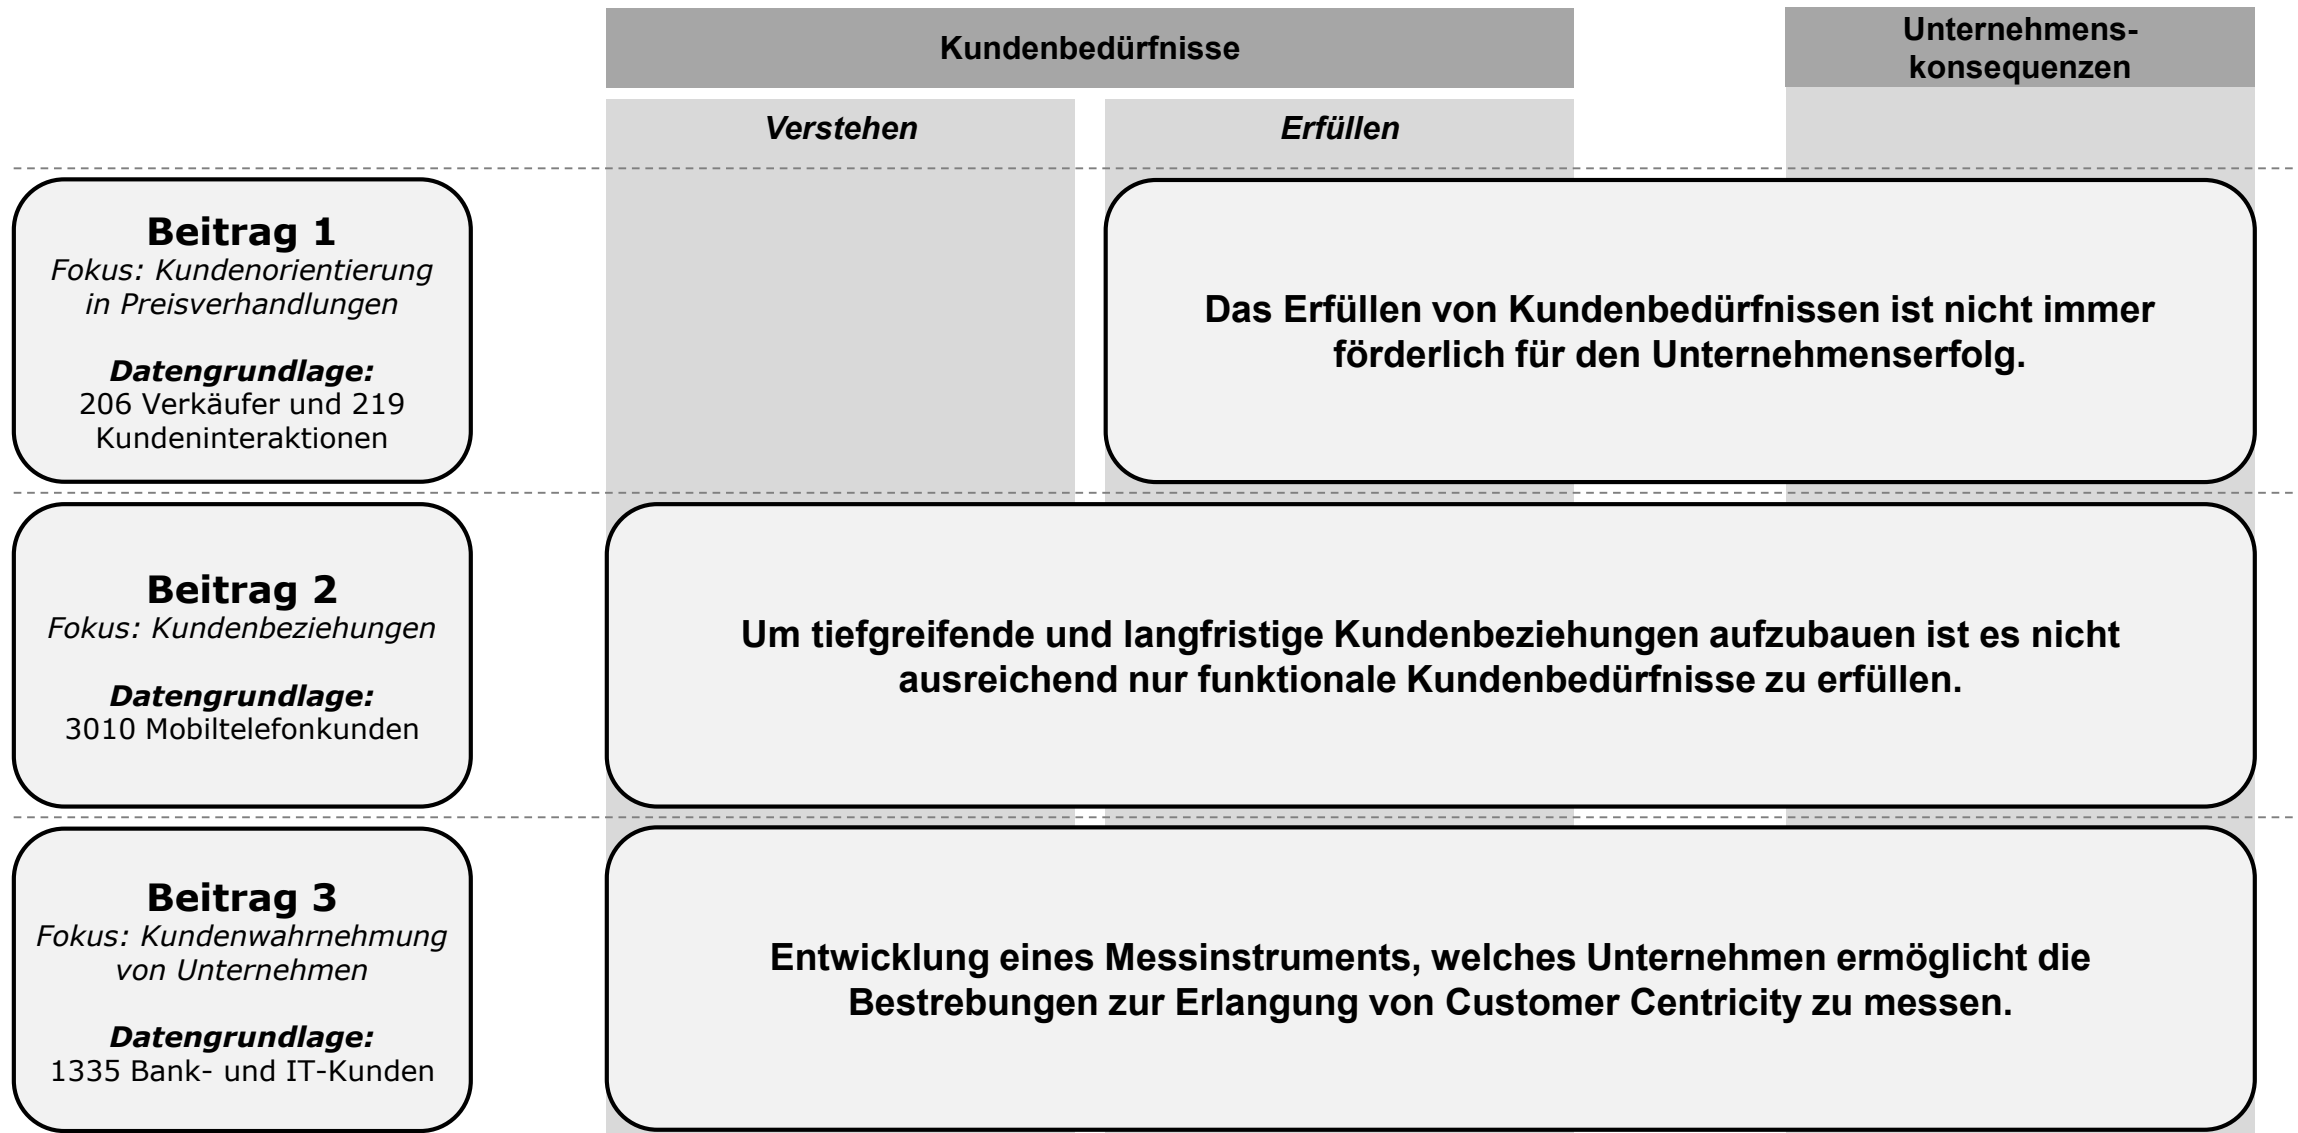 Kundenbedürfnisse
Unternehmens-
konsequenzen
Verstehen
Erfüllen
Beitrag 1
Fokus: Kundenorientierung
in Preisverhandlungen
Datengrundlage:
206 Verkäufer und 219
Kundeninteraktionen
Das Erfüllen von Kundenbedürfnissen ist nicht immer
förderlich für den Unternehmenserfolg.
Beitrag 2
Fokus: Kundenbeziehungen
Datengrundlage:
3010 Mobiltelefonkunden
Um tiefgreifende und langfristige Kundenbeziehungen aufzubauen ist es nicht
ausreichend nur funktionale Kundenbedürfnisse zu erfüllen.
Beitrag 3
Fokus: Kundenwahrnehmung
von Unternehmen
Datengrundlage:
1335 Bank- und IT-Kunden
Entwicklung eines Messinstruments, welches Unternehmen ermöglicht die
Bestrebungen zur Erlangung von Customer Centricity zu messen.